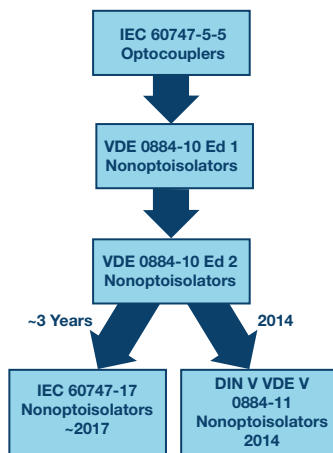 IEC 60747-5-5
Optocouplers
VDE 0884-10 Ed 1
Nonoptoisolators
VDE 0884-10 Ed 2
Nonoptoisolators
~3 Years
2014
IEC 60747-17
Nonoptoisolators
~2017
DIN V VDE V
0884-11
Nonoptoisolators
2014